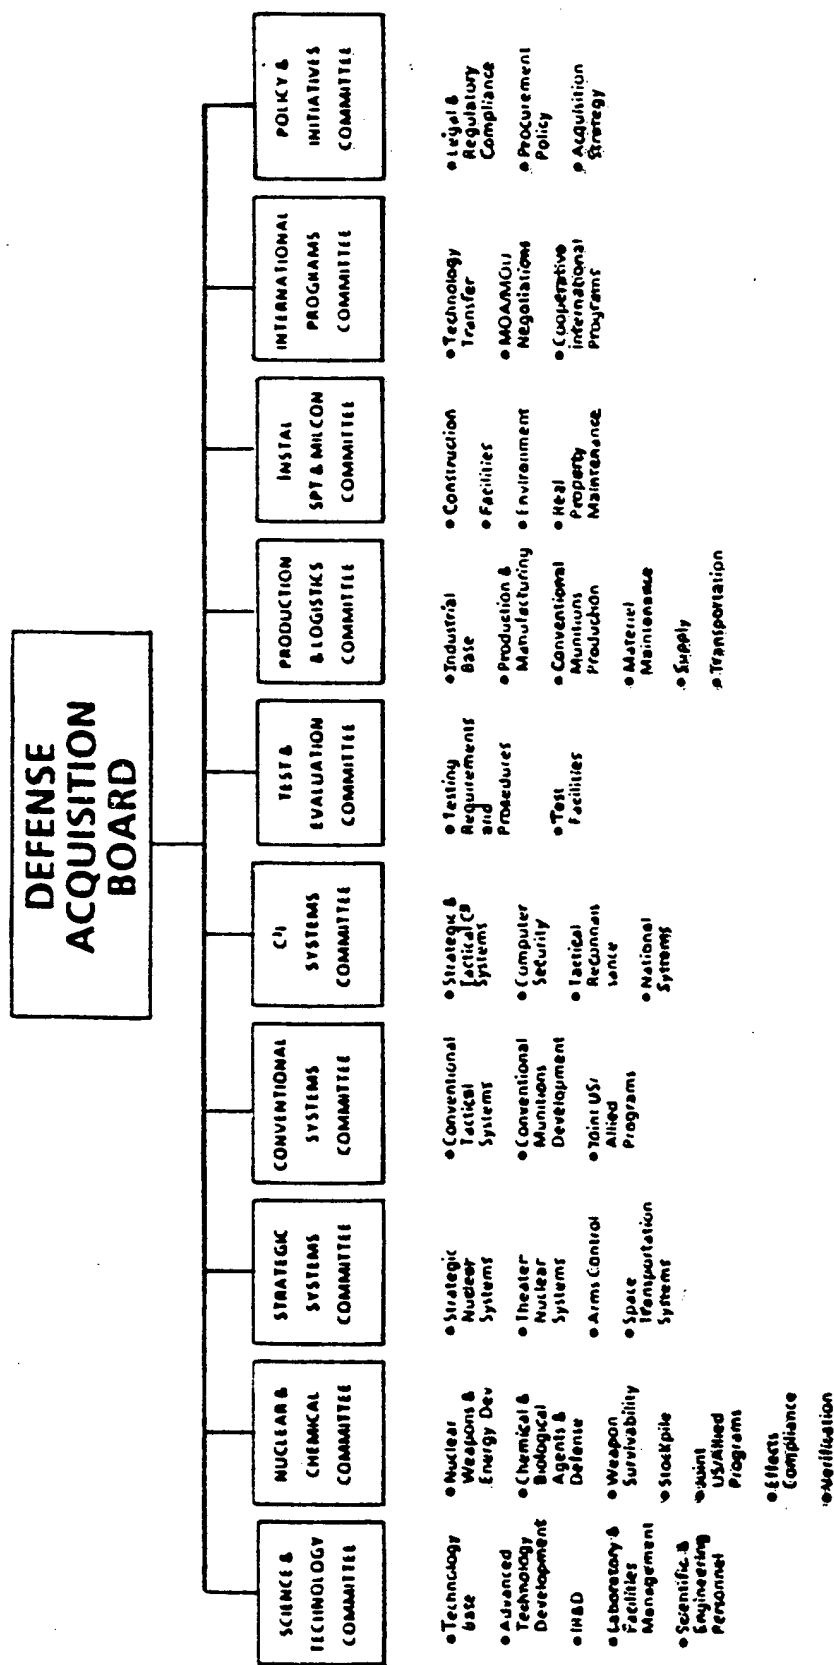 DEFENSE
ACQUISITION
BOARD
SCIENCE &
TECHNOLOGY
COMMITTEE
• Technology
base
• Advanced
Technology
Development
• IR&D
• Laboratory &
Facilities
Management
• Scientific &
Engineering
Personnel
NUCLEAR &
CHEMICAL
COMMITTEE
• Nuclear
Weapons &
Energy Dev
• Chemical &
Biological
Agents &
Defense
• Weapon
Survivability
• Stockpile
• Joint
US/Allied
Programs
• Effects
Compliance
• Verification
STRATEGIC
SYSTEMS
COMMITTEE
• Strategic
Nuclear
Systems
• Theater
Nuclear
Systems
• Arms Control
• Space
Transportation
Systems
CONVENTIONAL
SYSTEMS
COMMITTEE
• Conventional
Tactical
Systems
• Conventional
Munitions
Development
• Joint US/
Allied
Programs
SYSTEMS
COMMITTEE
• Strategic &
Tactical C3
Systems
• Computer
Security
• Tactical
Reconnais
sance
• National
Systems
TEST &
EVALUATION
COMMITTEE
• Testing
Requirements
and
Procedures
• Test
Facilities
PRODUCTION
& LOGISTICS
COMMITTEE
• Industrial
Base
• Production &
Manufacturing
• Conventional
Munitions
Production
• Materiel
Maintenance
• Supply
• Transportation
INSTAL
SPT & MILCON
COMMITTEE
• Construction
• Facilities
• Environment
• Real
Property
Maintenance
INTERNATIONAL
PROGRAMS
COMMITTEE
• Technology
Transfer
• MOA/MOU
Negotiations
• Cooperative
International
Programs
POLICY &
INITIATIVES
COMMITTEE
• Legal &
Regulatory
Compliance
• Procurement
Policy
• Acquisition
Strategy